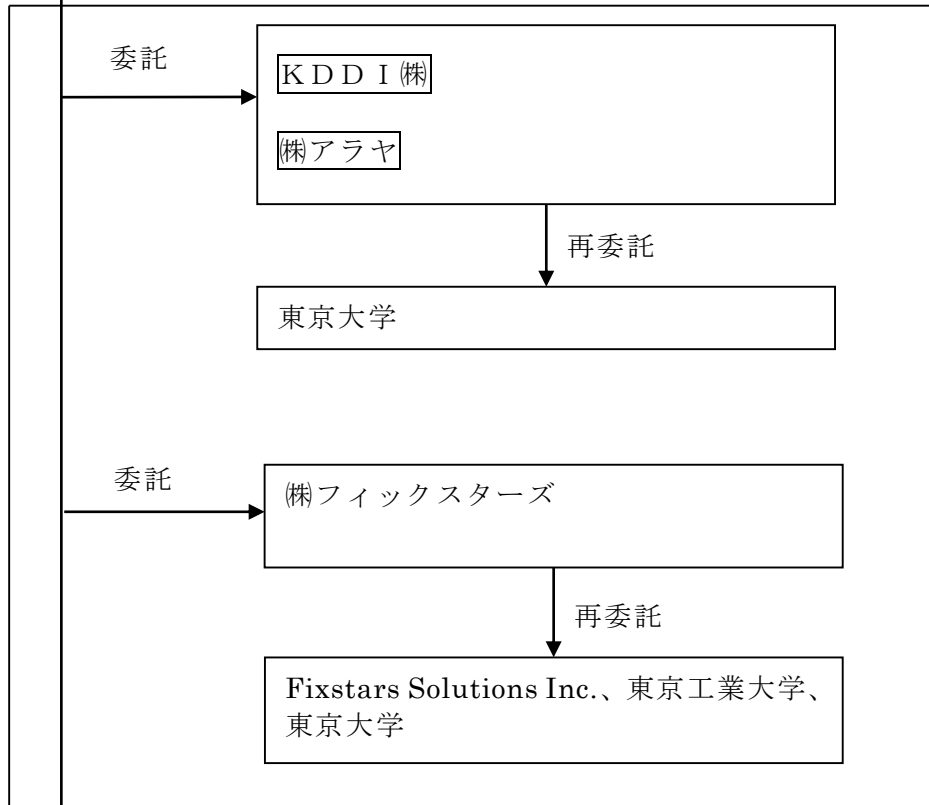 委託
ＫＤＤＩ㈱
㈱アラヤ
再委託
東京大学
委託
㈱フィックスターズ
再委託
Fixstars Solutions Inc.、東京工業大学、
東京大学